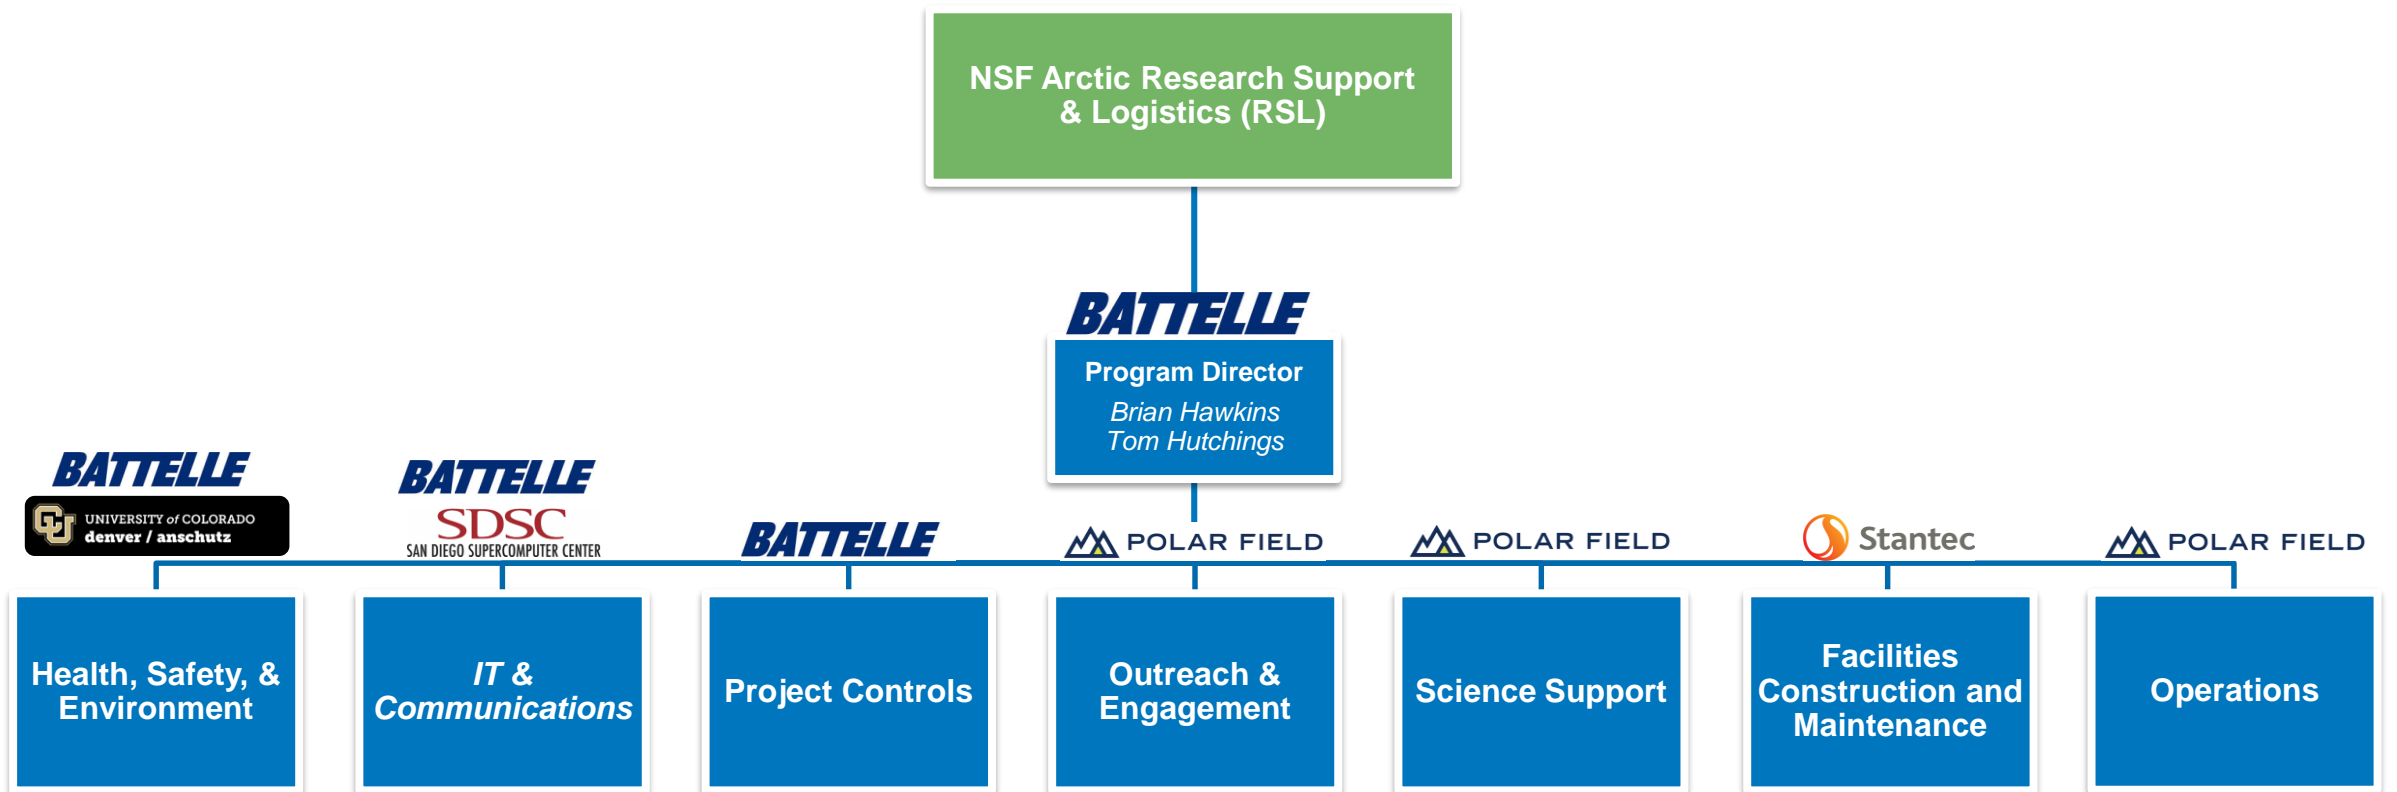 NSF Arctic Research Support
& Logistics (RSL)
BATTELLE
Program Director
Brian Hawkins
Tom Hutchings
BATTELLE
CU UNIVERSITY of COLORADO
denver / anschutz
BATTELLE
SDSC
SAN DIEGO SUPERCOMPUTER CENTER
BATTELLE
POLAR FIELD
POLAR FIELD
Stantec
POLAR FIELD
Health, Safety, &
Environment
IT &
Communications
Project Controls
Outreach &
Engagement
Science Support
Facilities
Construction and
Maintenance
Operations